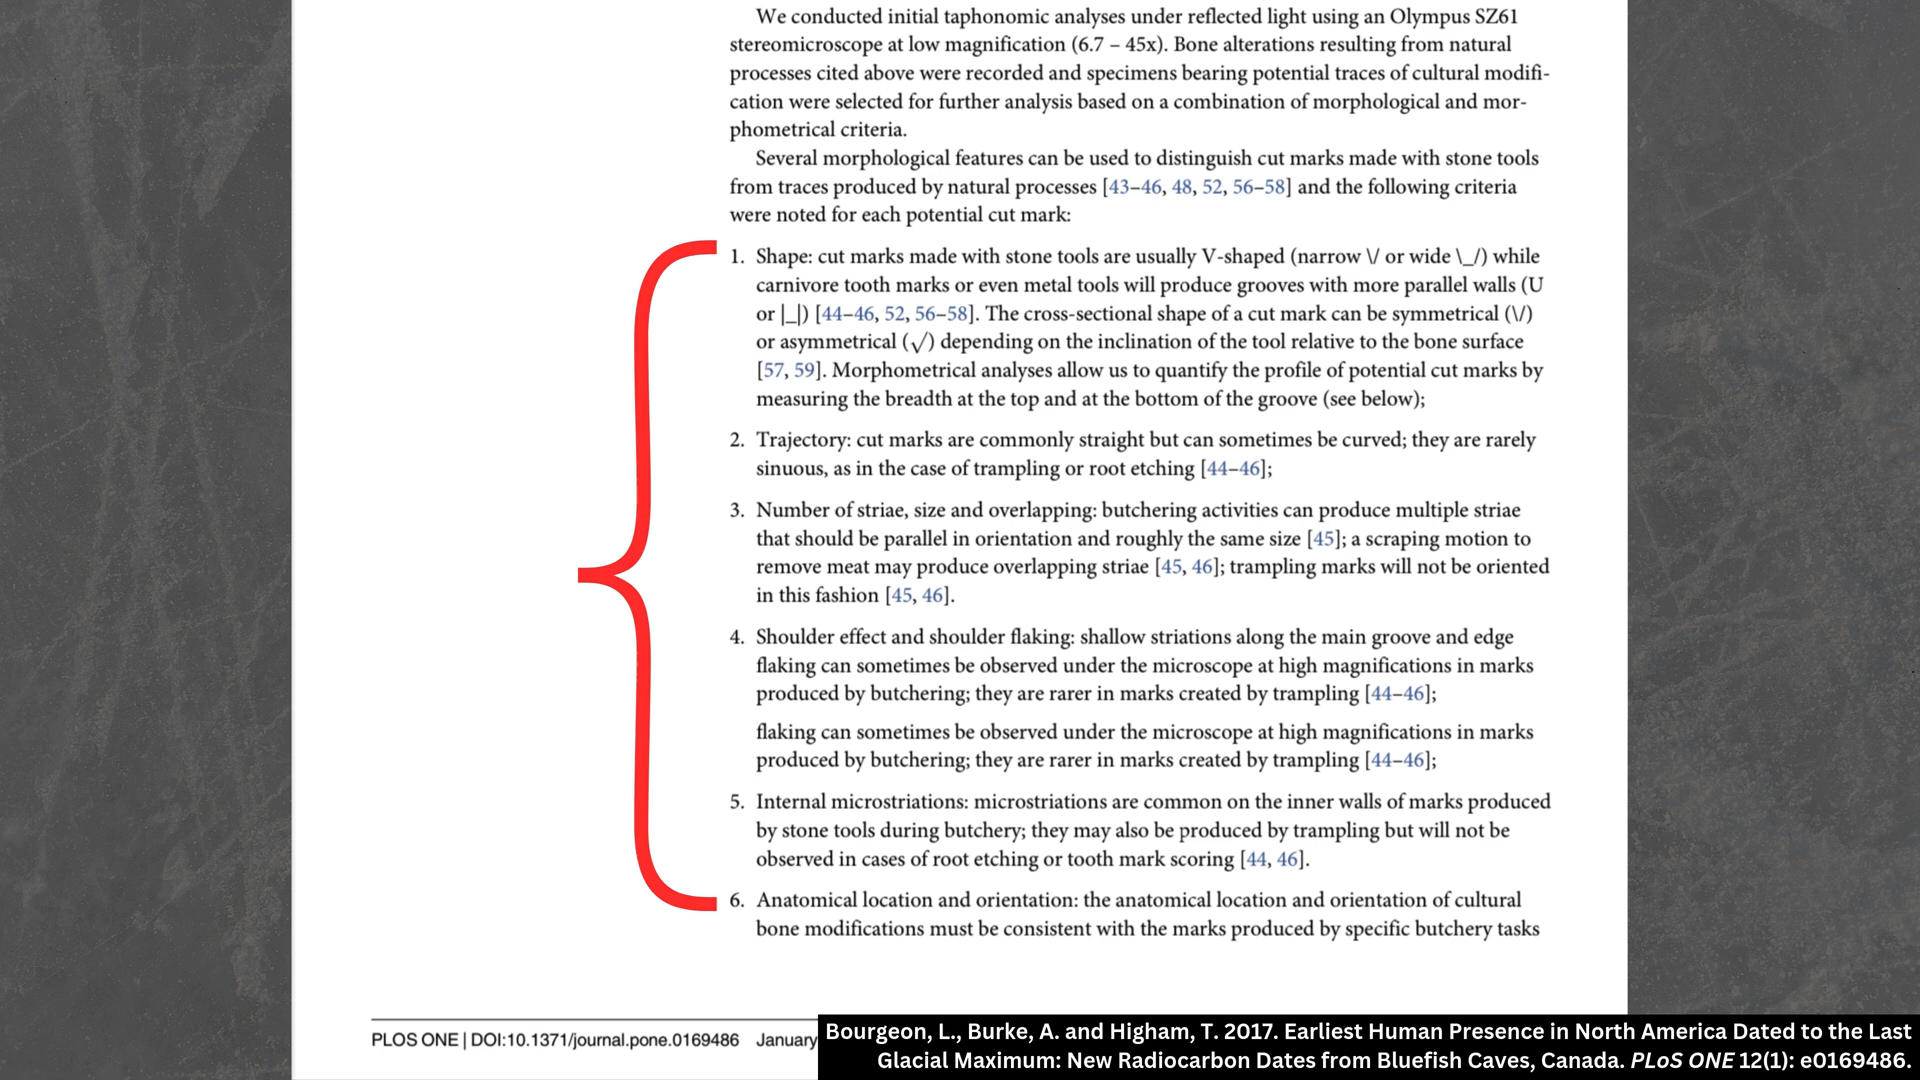 We conducted initial taphonomic analyses under reflected light using an Olympus SZ61
stereomicroscope at low magnification (6.7 – 45x). Bone alterations resulting from natural
processes cited above were recorded and specimens bearing potential traces of cultural modifi-
cation were selected for further analysis based on a combination of morphological and mor-
phometrical criteria.
Several morphological features can be used to distinguish cut marks made with stone tools
from traces produced by natural processes [43–46, 48, 52, 56–58] and the following criteria
were noted for each potential cut mark:
1. Shape: cut marks made with stone tools are usually V-shaped (narrow \/ or wide \_/) while
carnivore tooth marks or even metal tools will produce grooves with more parallel walls (U
or |_|) [44–46, 52, 56–58]. The cross-sectional shape of a cut mark can be symmetrical (\/)
or asymmetrical (√) depending on the inclination of the tool relative to the bone surface
[57, 59]. Morphometrical analyses allow us to quantify the profile of potential cut marks by
measuring the breadth at the top and at the bottom of the groove (see below);
2. Trajectory: cut marks are commonly straight but can sometimes be curved; they are rarely
sinuous, as in the case of trampling or root etching [44–46];
3. Number of striae, size and overlapping: butchering activities can produce multiple striae
that should be parallel in orientation and roughly the same size [45]; a scraping motion to
remove meat may produce overlapping striae [45, 46]; trampling marks will not be oriented
in this fashion [45, 46].
4. Shoulder effect and shoulder flaking: shallow striations along the main groove and edge
flaking can sometimes be observed under the microscope at high magnifications in marks
produced by butchering; they are rarer in marks created by trampling [44–46];
flaking can sometimes be observed under the microscope at high magnifications in marks
produced by butchering; they are rarer in marks created by trampling [44–46];
5. Internal microstriations: microstriations are common on the inner walls of marks produced
by stone tools during butchery; they may also be produced by trampling but will not be
observed in cases of root etching or tooth mark scoring [44, 46].
6. Anatomical location and orientation: the anatomical location and orientation of cultural
bone modifications must be consistent with the marks produced by specific butchery tasks
PLOS ONE | DOI:10.1371/journal.pone.0169486 January
Bourgeon, L., Burke, A. and Higham, T. 2017. Earliest Human Presence in North America Dated to the Last
Glacial Maximum: New Radiocarbon Dates from Bluefish Caves, Canada. PLoS ONE 12(1): e0169486.